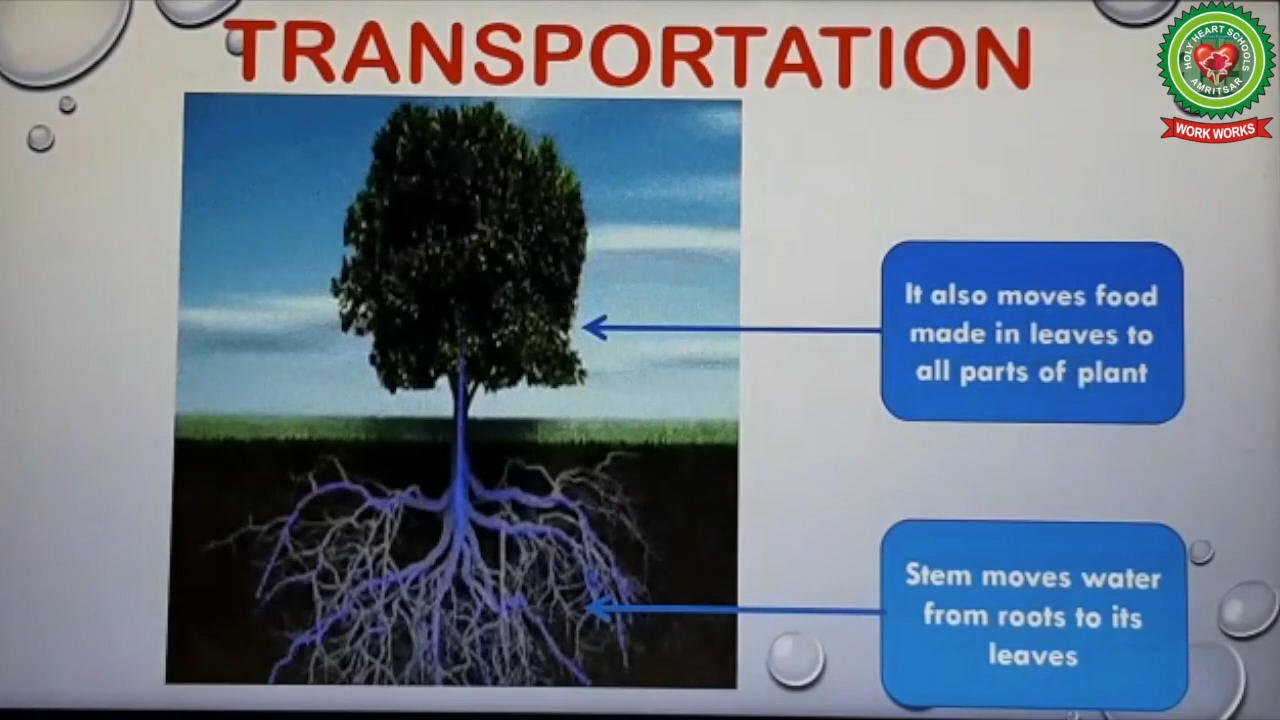 TRANSPORTATION
HOLY HEART SCHOOLS
AMRITSAR
WORK WORKS
It also moves food
made in leaves to
all parts of plant
Stem moves water
from roots to its
leaves